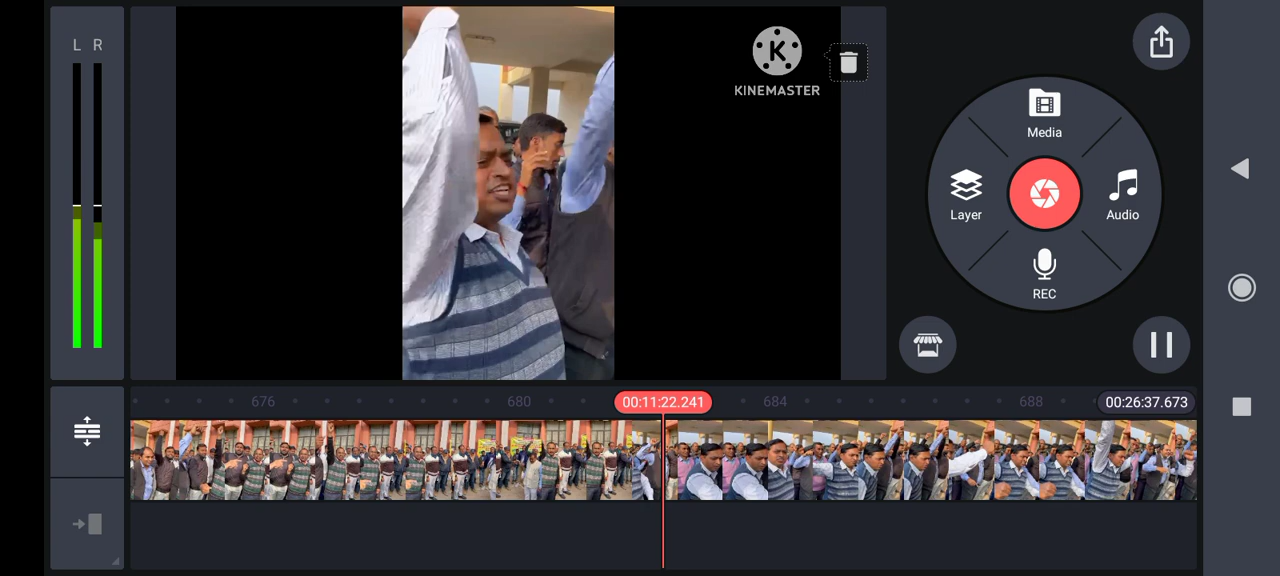 L R
K
KINEMASTER
Media
Layer
Audio
REC
676
680
00:11:22.241
684
688
00:26:37.673